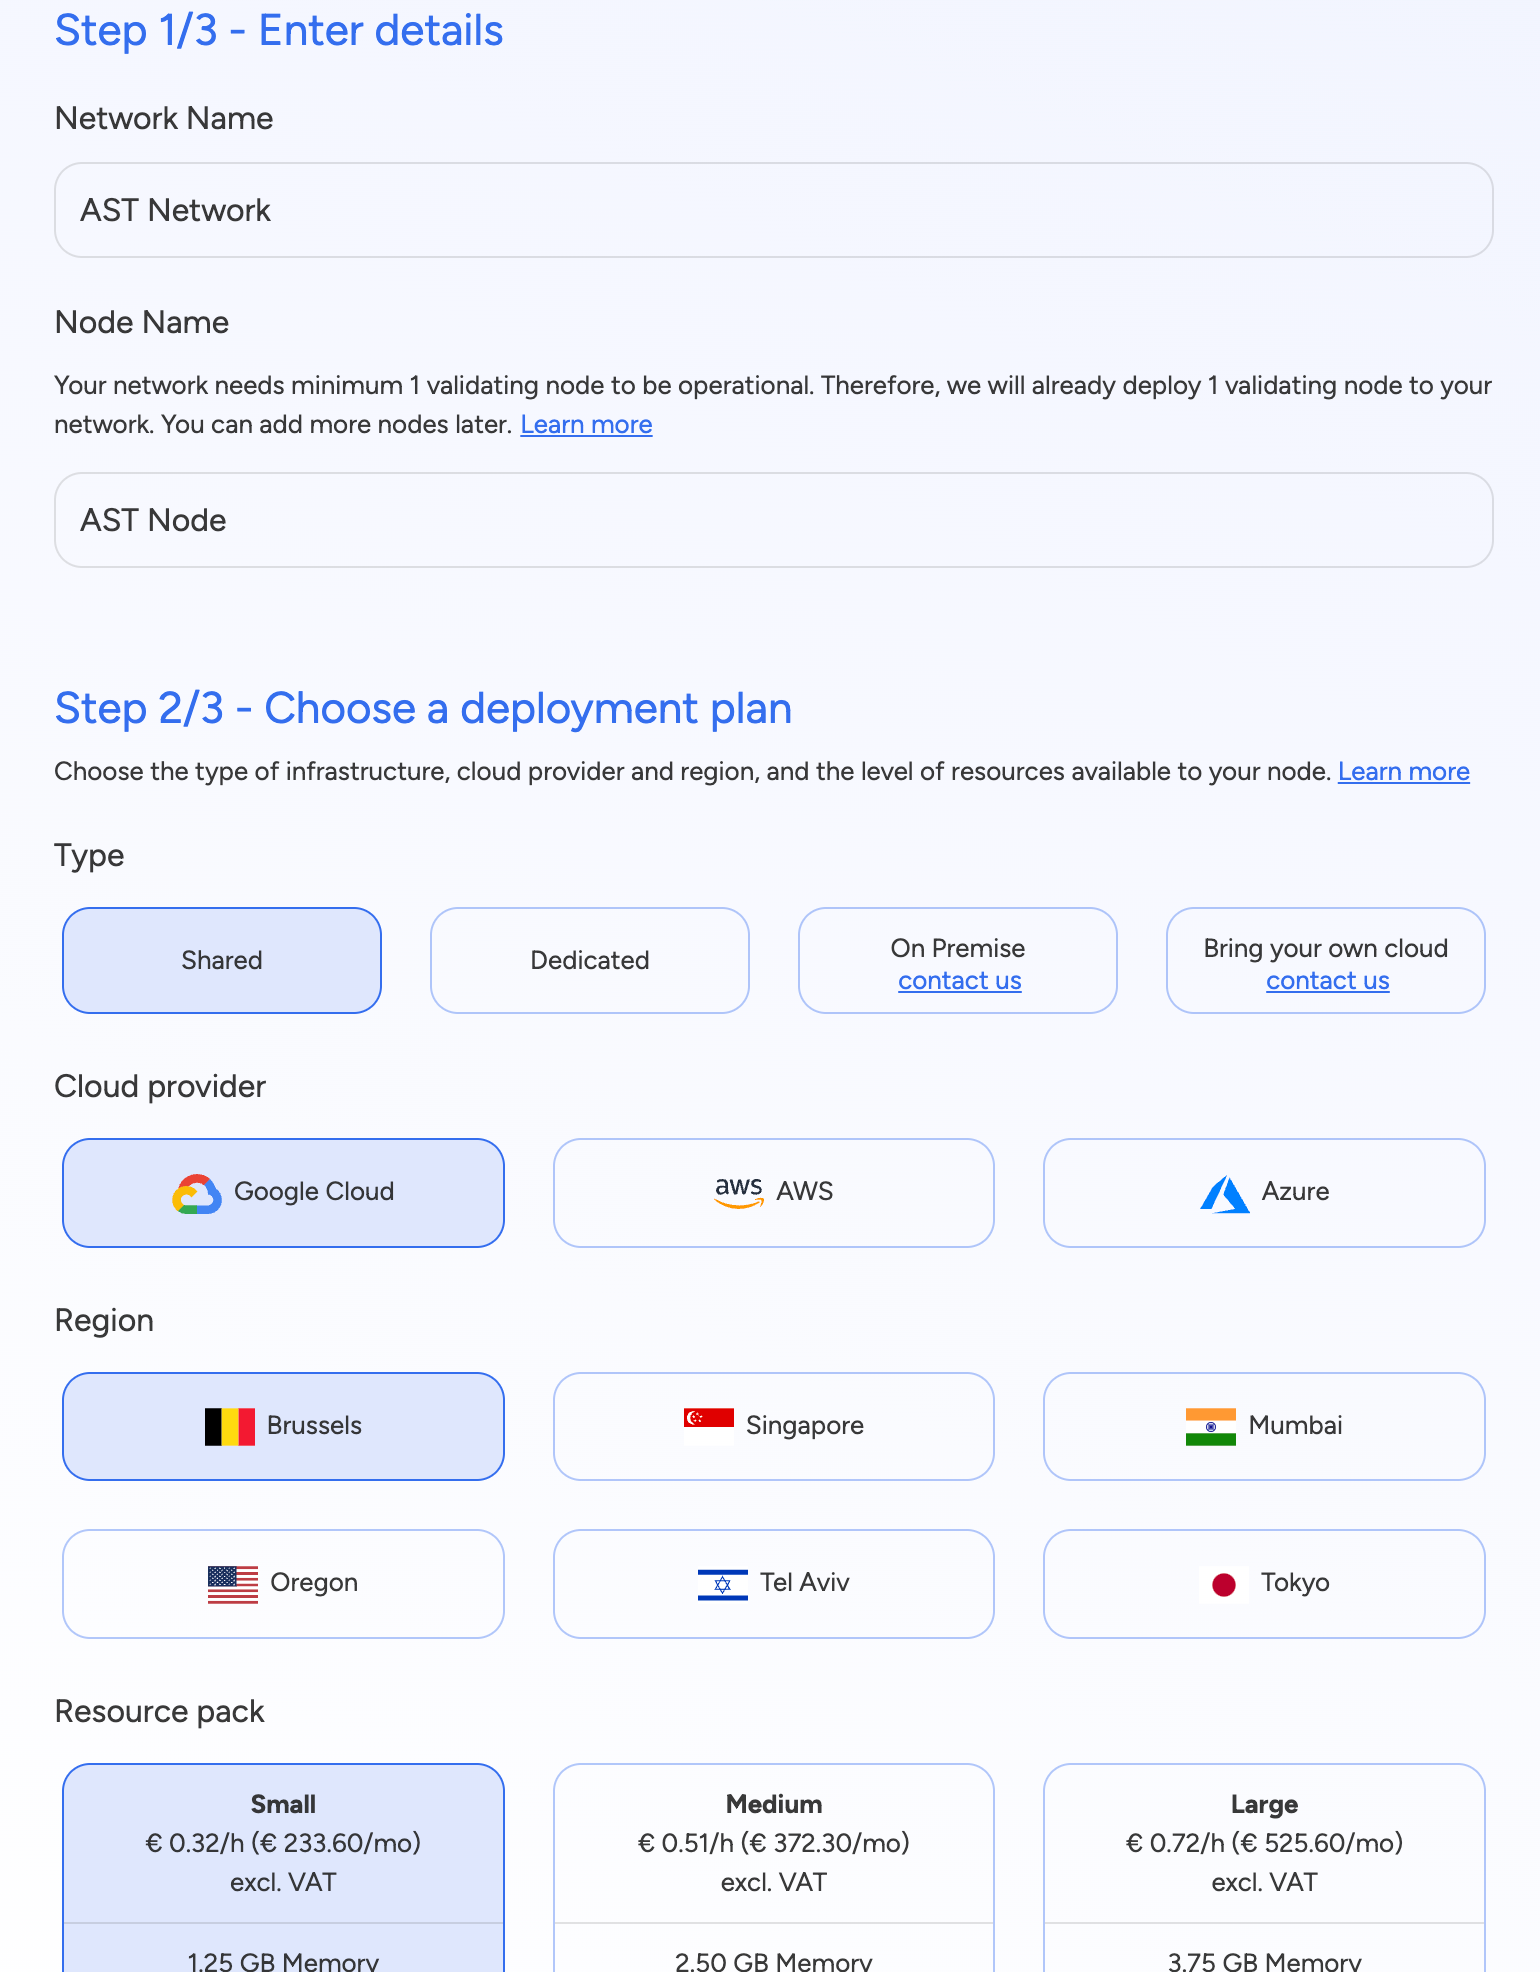 Step 1/3 - Enter details
Network Name
AST Network
Node Name
Your network needs minimum 1 validating node to be operational. Therefore, we will already deploy 1 validating node to your
network. You can add more nodes later. Learn more
AST Node
Step 2/3 - Choose a deployment plan
Choose the type of infrastructure, cloud provider and region, and the level of resources available to your node. Learn more
Type
Shared
Dedicated
On Premise
contact us
Bring your own cloud
contact us
Cloud provider
Google Cloud
aws AWS
Azure
Region
Brussels
Singapore
Mumbai
Oregon
Tel Aviv
Tokyo
Resource pack
Small
€ 0.32/h (€ 233.60/mo)
excl. VAT
1.25 GB Memory
Medium
€ 0.51/h (€ 372.30/mo)
excl. VAT
2.50 GB Memory
Large
€ 0.72/h (€ 525.60/mo)
excl. VAT
3.75 GB Memory